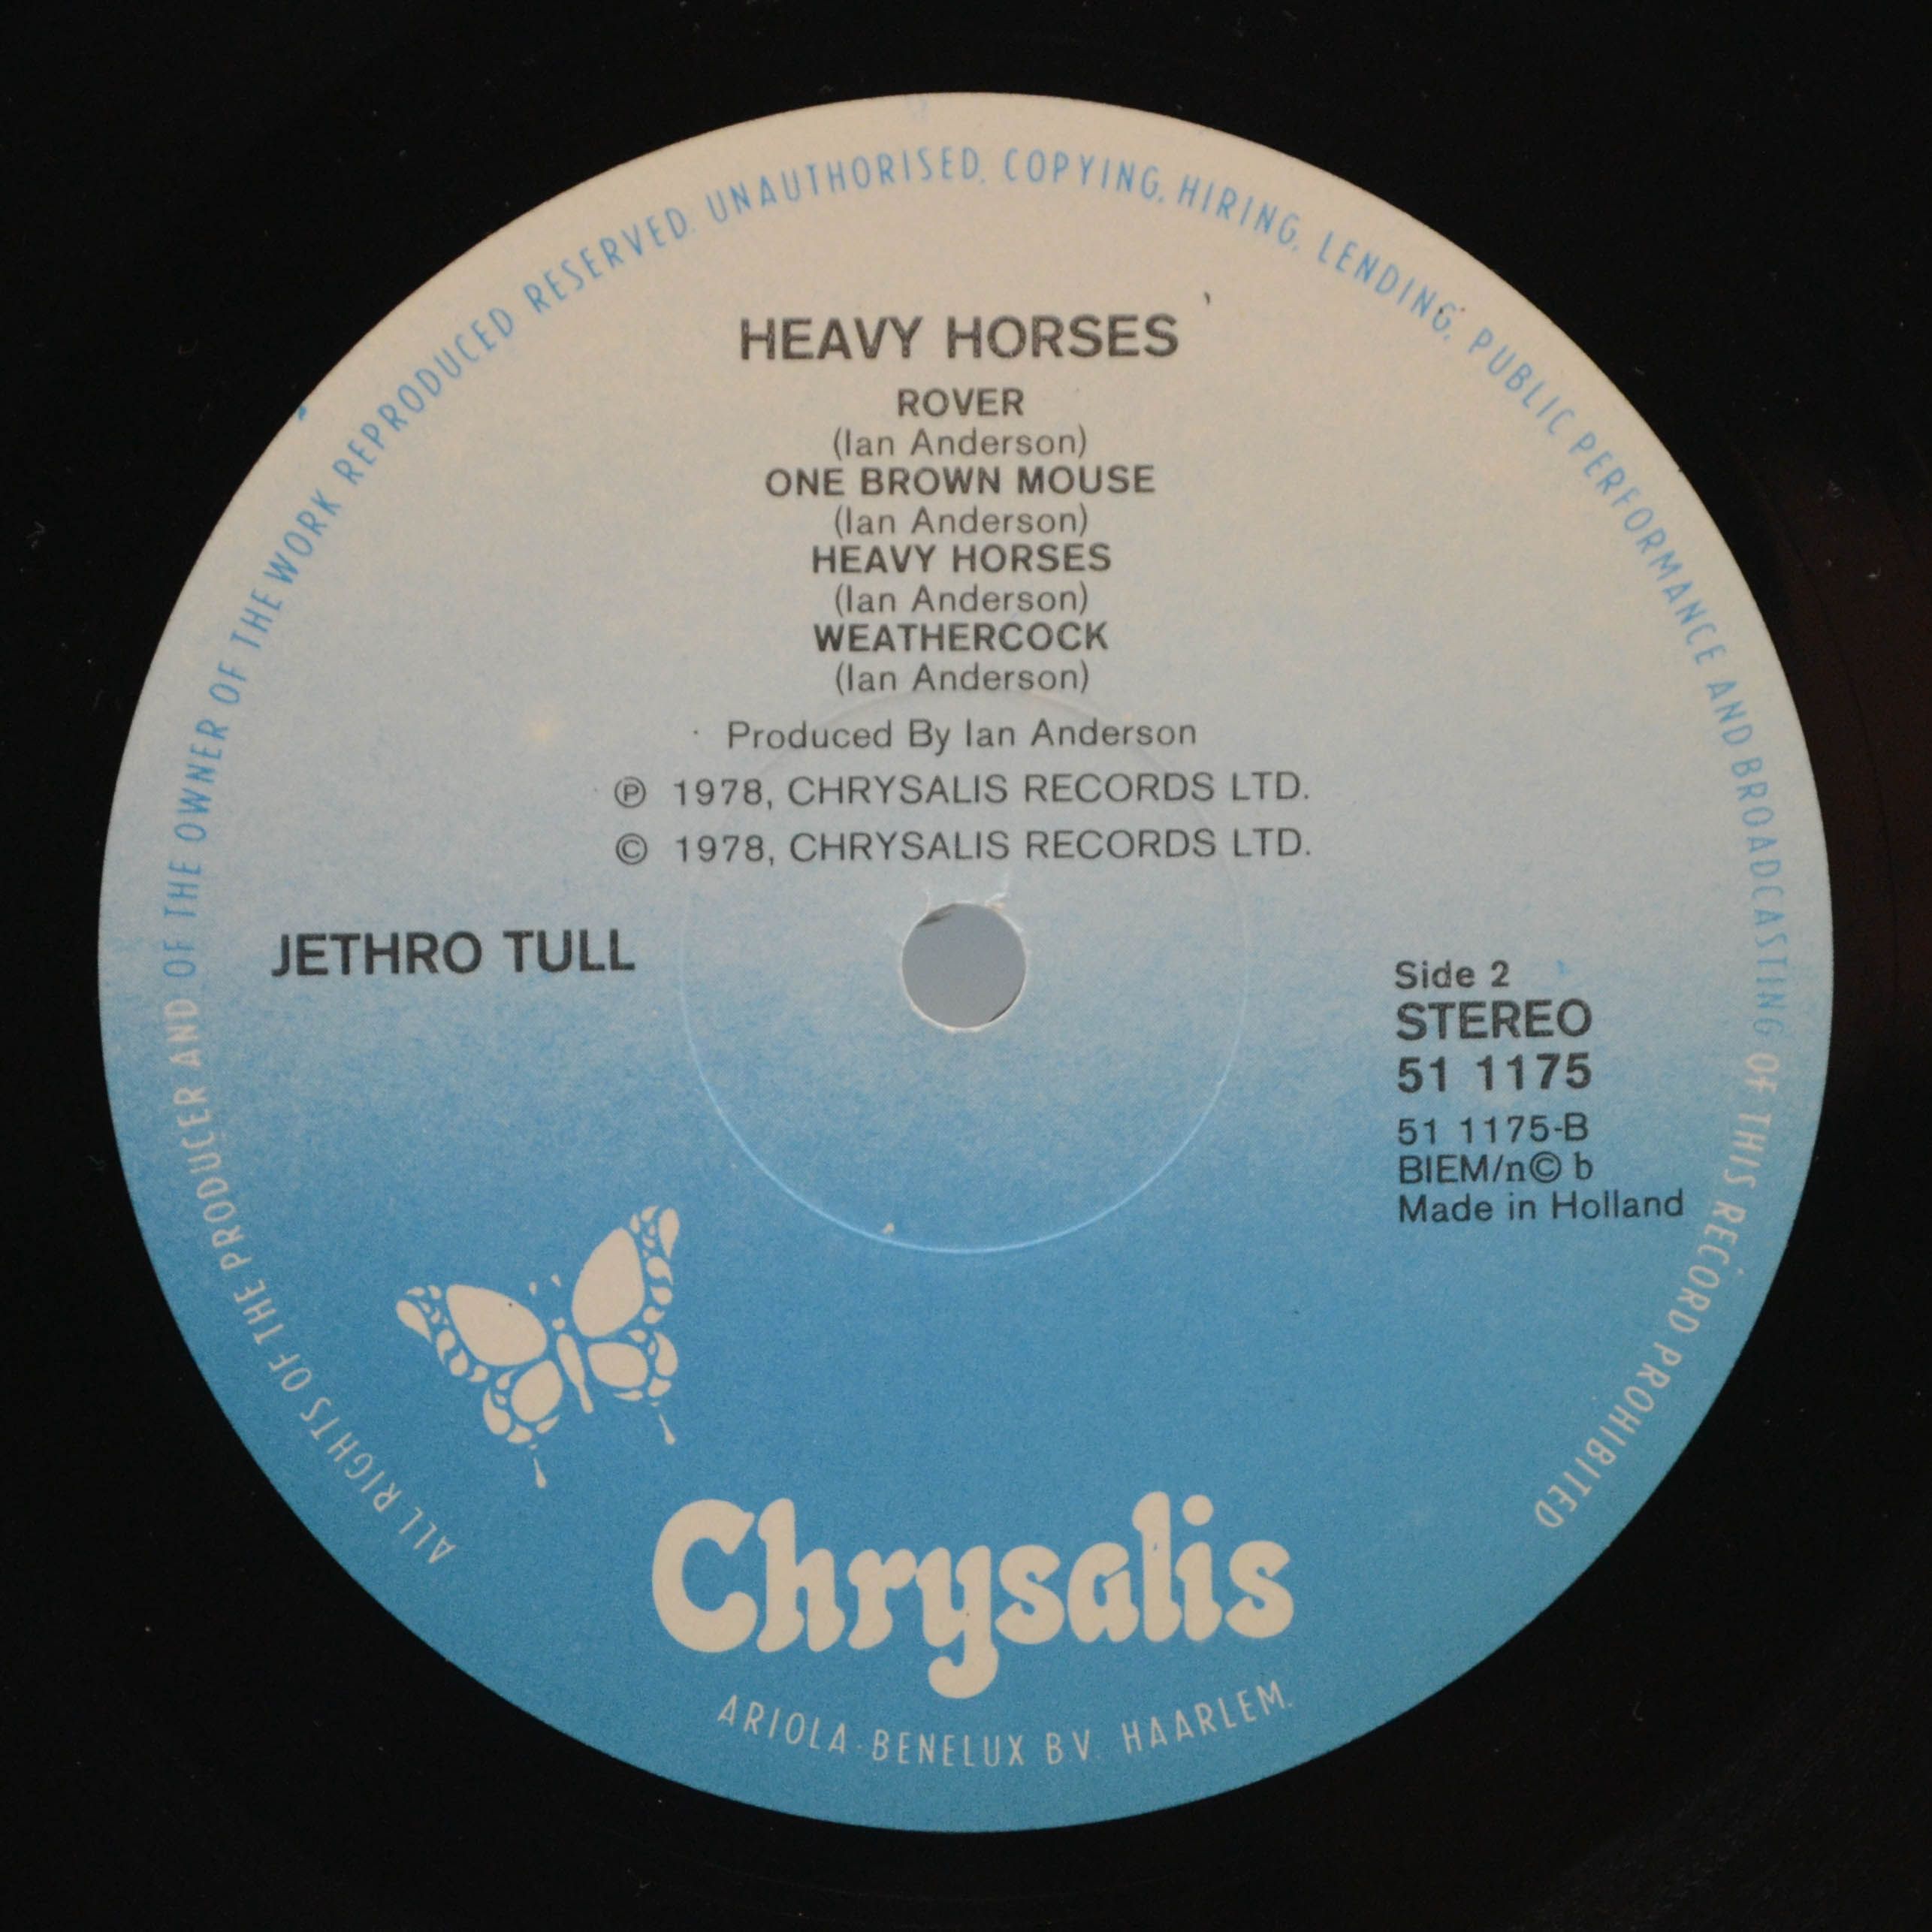 ALL RIGHTS OF THE PRODUCER AND OF THE OWNER OF THE WORK REPRODUCED RESERVED. UNAUTHORISED. COPYING. HIRING. LENDING. PUBLIC PERFORMANCE AND BROADCASTING OF THIS RECORD PROHIBITED
HEAVY HORSES
ROVER
(Ian Anderson)
ONE BROWN MOUSE
(Ian Anderson)
HEAVY HORSES
(Ian Anderson)
WEATHERCOCK
(Ian Anderson)
Produced By Ian Anderson
℗ 1978, CHRYSALIS RECORDS LTD.
© 1978, CHRYSALIS RECORDS LTD.
JETHRO TULL
Side 2
STEREO
51 1175
51 1175-B
BIEM/n© b
Made in Holland
Chrysalis
ARIOLA-BENELUX BV. HAARLEM.